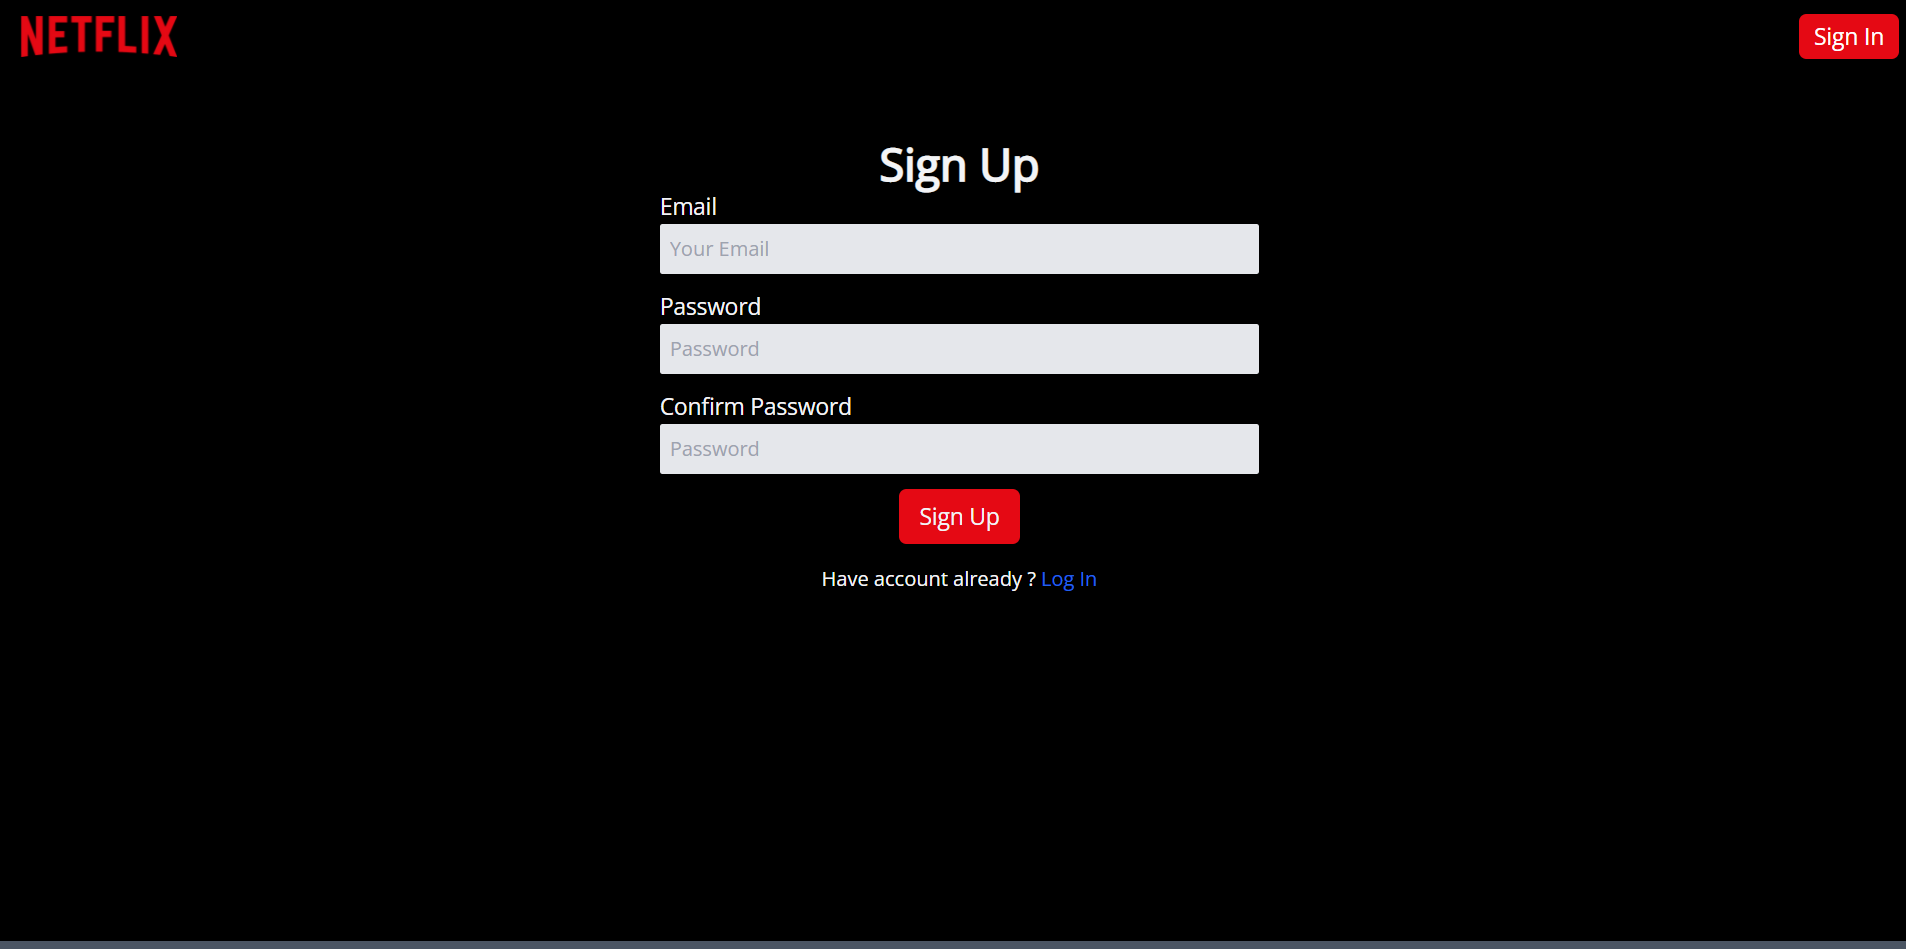 NETFLIX
Sign In
Sign Up
Email
Your Email
Password
Password
Confirm Password
Password
Sign Up
Have account already ? Log In